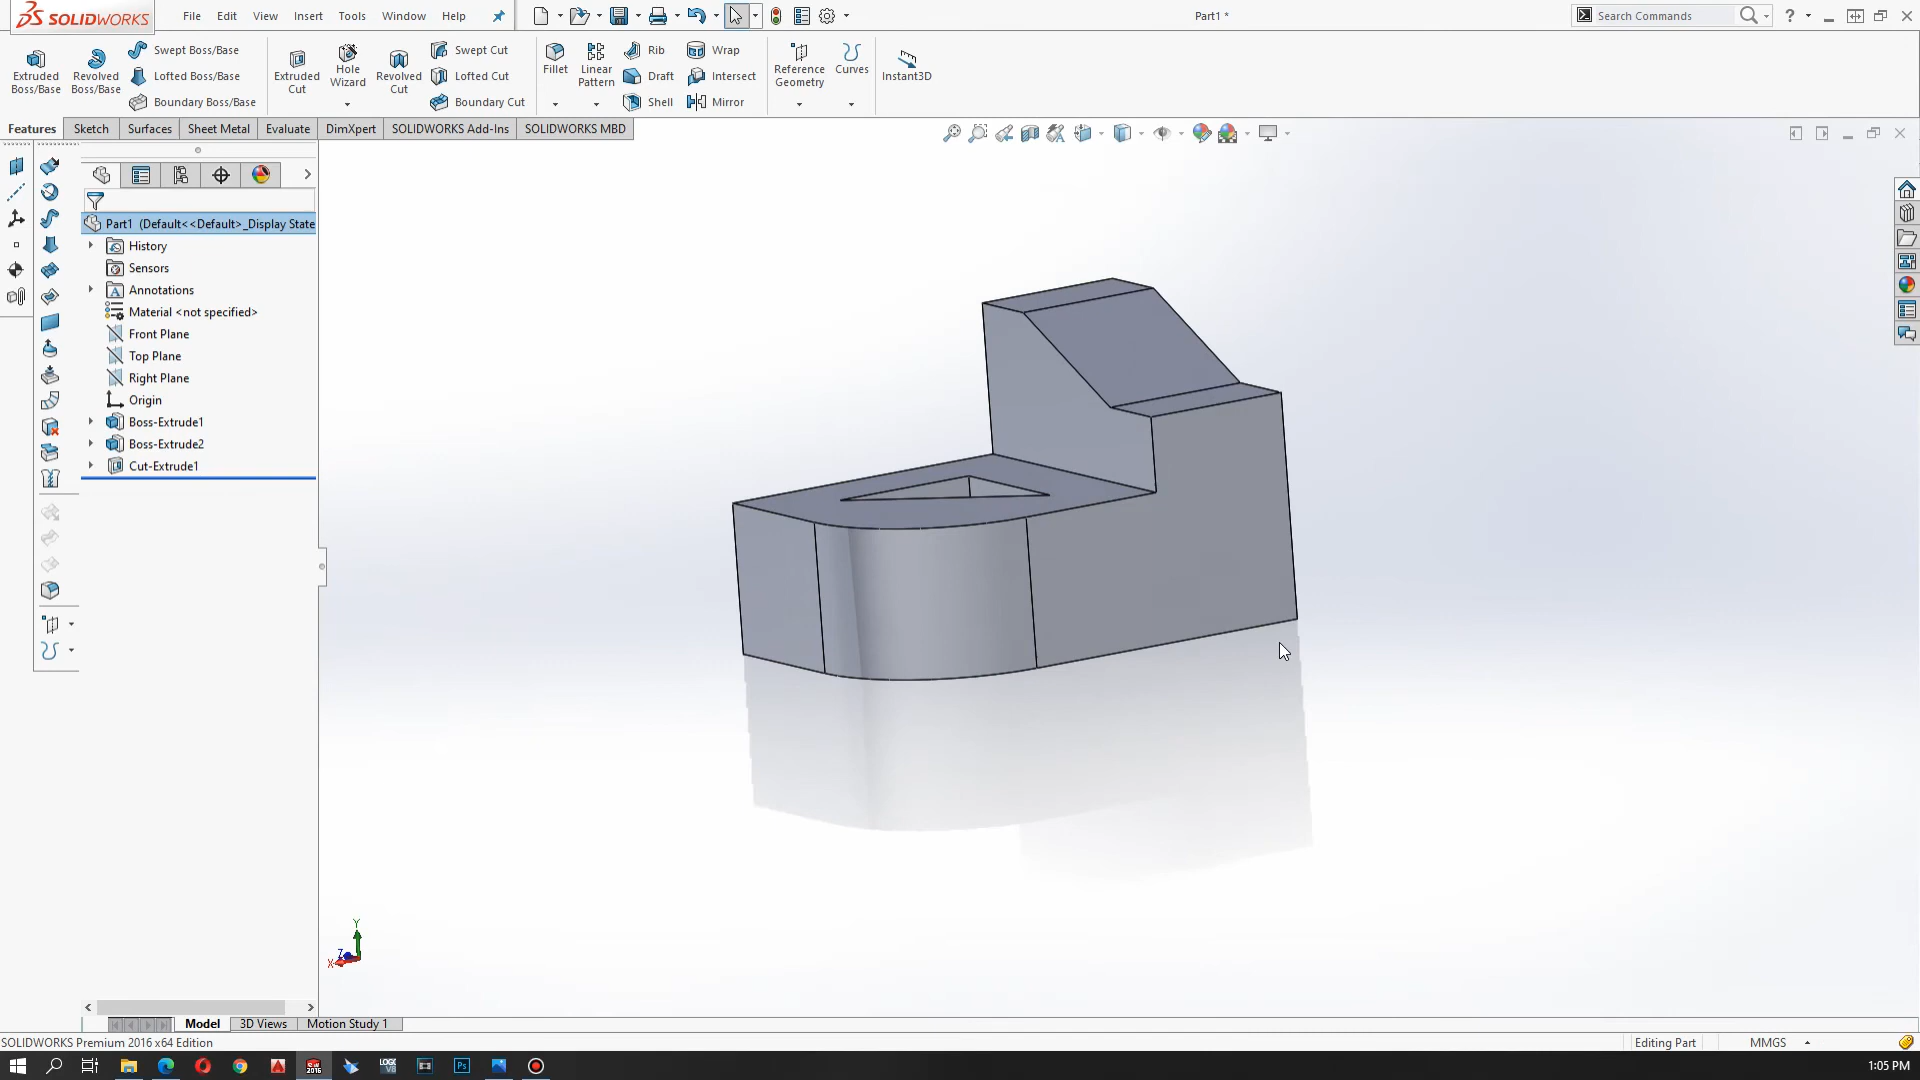 SOLIDWORKS File Edit View Insert Tools Window Help Part1 * Search Commands ?
Extruded Boss/Base
Revolved Boss/Base
Swept Boss/Base
Lofted Boss/Base
Boundary Boss/Base
Extruded Cut
Hole Wizard
Revolved Cut
Swept Cut
Lofted Cut
Boundary Cut
Fillet
Linear Pattern
Rib
Draft
Shell
Wrap
Intersect
Mirror
Reference Geometry
Curves
Instant3D
Features Sketch Surfaces Sheet Metal Evaluate DimXpert SOLIDWORKS Add-Ins SOLIDWORKS MBD
Part1 (Default<<Default>_Display State
History
Sensors
Annotations
Material <not specified>
Front Plane
Top Plane
Right Plane
Origin
Boss-Extrude1
Boss-Extrude2
Cut-Extrude1
Y
Z
X
Model 3D Views Motion Study 1
SOLIDWORKS Premium 2016 x64 Edition Editing Part MMGS
1:05 PM